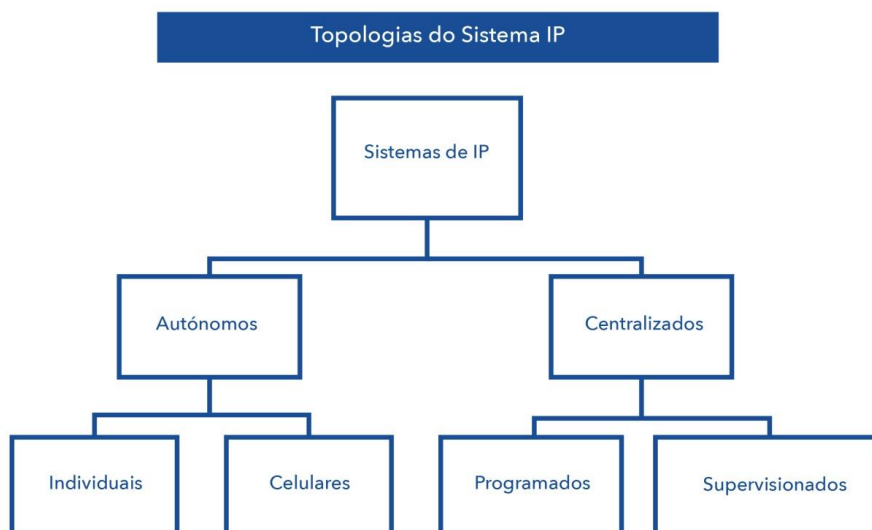 Topologias do Sistema IP
Sistemas de IP
Autónomos
Centralizados
Individuais
Celulares
Programados
Supervisionados